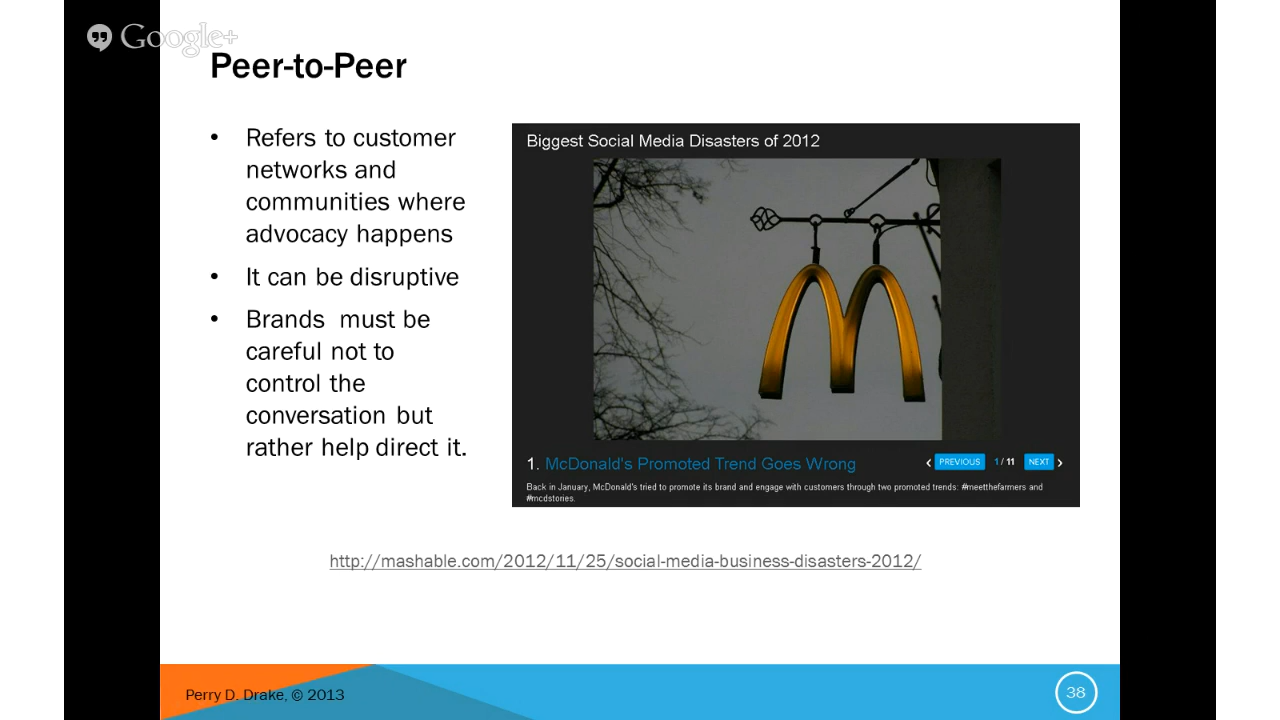 Google+
Peer-to-Peer
• Refers to customer
networks and
communities where
advocacy happens
• It can be disruptive
• Brands  must be
careful not to
control the
conversation but
rather help direct it.
Biggest Social Media Disasters of 2012
1. McDonald's Promoted Trend Goes Wrong
‹ PREVIOUS 1 / 11 NEXT ›
Back in January, McDonald's tried to promote its brand and engage with customers through two promoted trends: #meetthefarmers and
#mcdstories.
http://mashable.com/2012/11/25/social-media-business-disasters-2012/
Perry D. Drake, © 2013
38